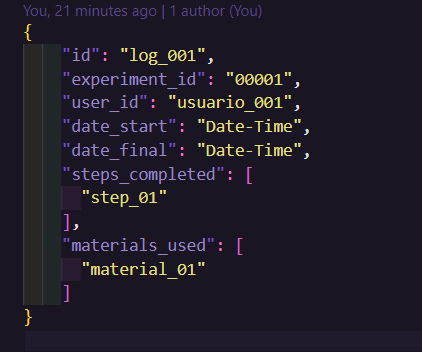 You, 21 minutes ago | 1 author (You)
{
"id": "log_001",
"experiment_id": "00001",
"user_id": "usuario_001",
"date_start": "Date-Time",
"date_final": "Date-Time",
"steps_completed": [
"step_01"
],
"materials_used": [
"material_01"
]
}